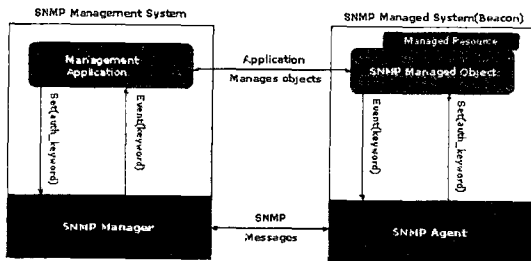 SNMP Management System
SNMP Managed System(Beacon)
Managed Resource
Management
Application
Application
Manages objects
SNMP Managed Object
Set(auth_keyword)
Event(keyword)
Event(keyword)
Set(auth_keyword)
SNMP Manager
SNMP
Messages
SNMP Agent